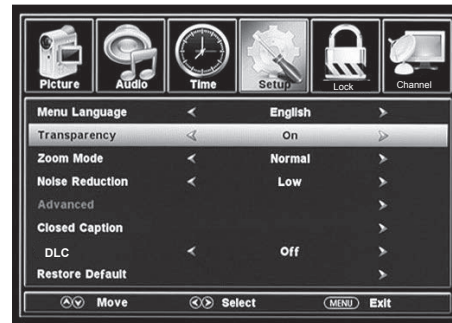 Picture Audio Time Setup Lock Channel
Menu Language English
Transparency On
Zoom Mode Normal
Noise Reduction Low
Advanced
Closed Caption
DLC Off
Restore Default
Move Select MENU Exit